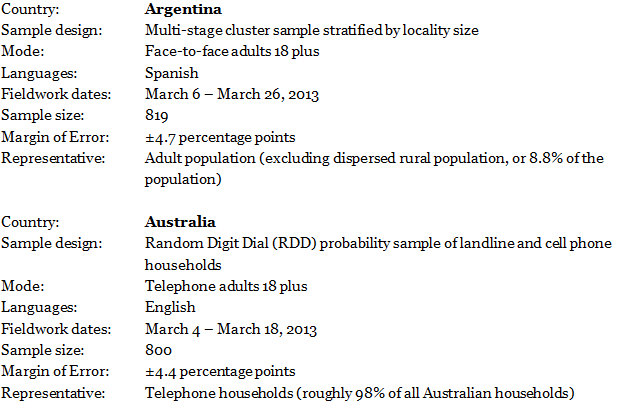 Country: Argentina
Sample design: Multi-stage cluster sample stratified by locality size
Mode: Face-to-face adults 18 plus
Languages: Spanish
Fieldwork dates: March 6 – March 26, 2013
Sample size: 819
Margin of Error: ±4.7 percentage points
Representative: Adult population (excluding dispersed rural population, or 8.8% of the
population)
Country: Australia
Sample design: Random Digit Dial (RDD) probability sample of landline and cell phone
households
Mode: Telephone adults 18 plus
Languages: English
Fieldwork dates: March 4 – March 18, 2013
Sample size: 800
Margin of Error: ±4.4 percentage points
Representative: Telephone households (roughly 98% of all Australian households)